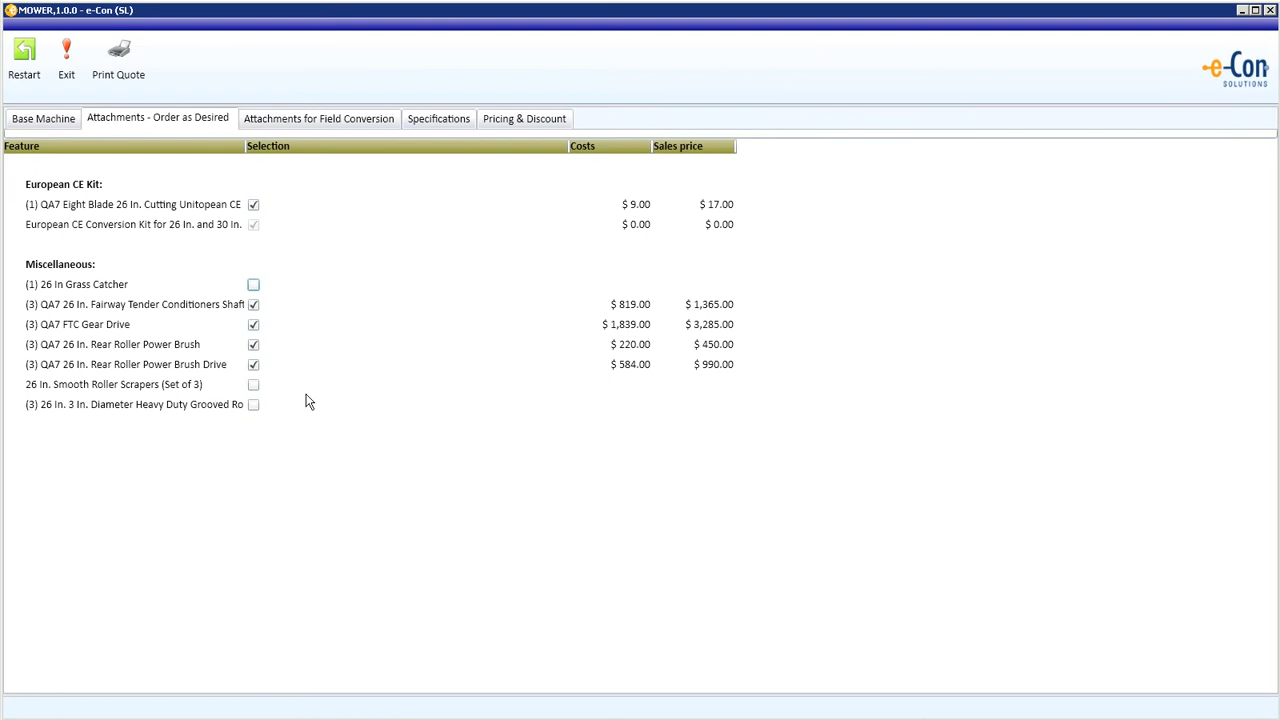 MOWER,1.0.0 - e-Con (SL)
Restart
Exit
Print Quote
e-Con
SOLUTIONS
Base Machine
Attachments - Order as Desired
Attachments for Field Conversion
Specifications
Pricing & Discount
Feature Selection Costs Sales price
European CE Kit:
(1) QA7 Eight Blade 26 In. Cutting Unitopean CE $ 9.00 $ 17.00
European CE Conversion Kit for 26 In. and 30 In. $ 0.00 $ 0.00
Miscellaneous:
(1) 26 In Grass Catcher
(3) QA7 26 In. Fairway Tender Conditioners Shaft $ 819.00 $ 1,365.00
(3) QA7 FTC Gear Drive $ 1,839.00 $ 3,285.00
(3) QA7 26 In. Rear Roller Power Brush $ 220.00 $ 450.00
(3) QA7 26 In. Rear Roller Power Brush Drive $ 584.00 $ 990.00
26 In. Smooth Roller Scrapers (Set of 3)
(3) 26 In. 3 In. Diameter Heavy Duty Grooved Ro